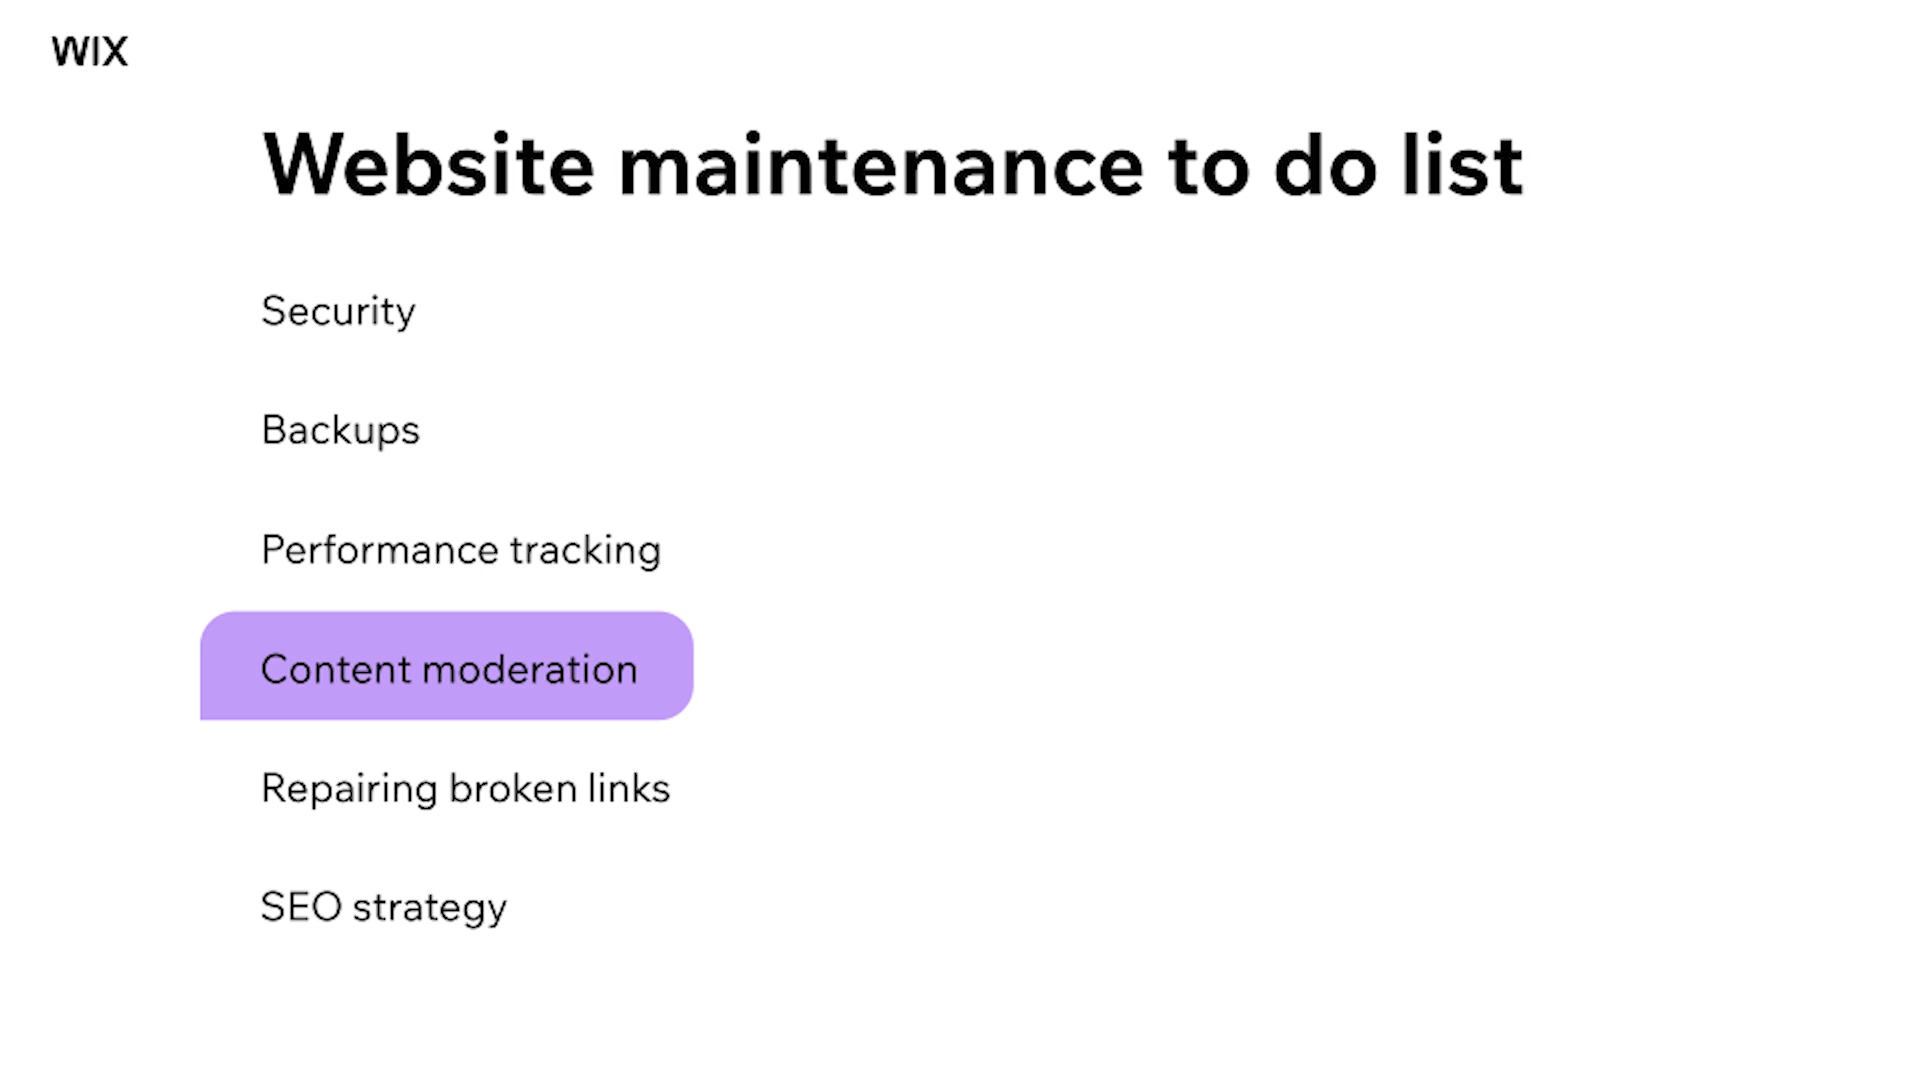 WIX
Website maintenance to do list
Security
Backups
Performance tracking
Content moderation
Repairing broken links
SEO strategy